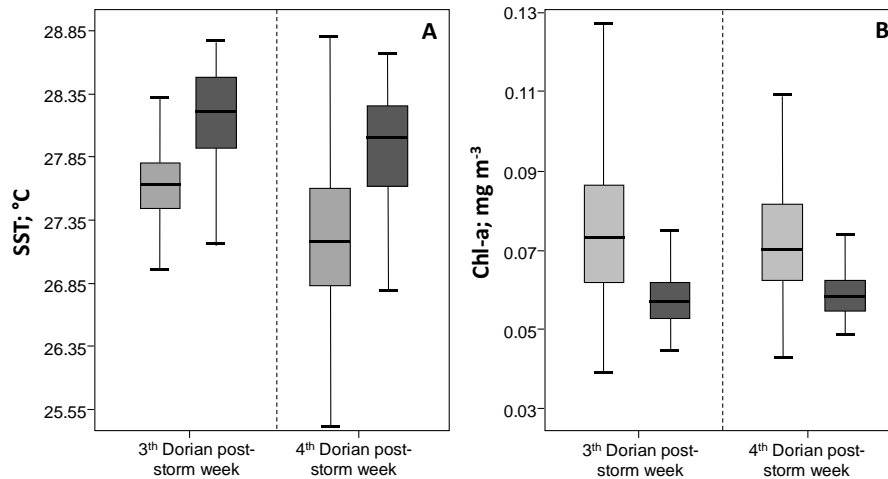 A
SST; °C
28.85
28.35
27.85
27.35
26.85
26.35
25.55
3th Dorian post-
storm week
4th Dorian post-
storm week
B
Chl-a; mg m-3
0.13
0.11
0.09
0.07
0.05
0.03
3th Dorian post-
storm week
4th Dorian post-
storm week